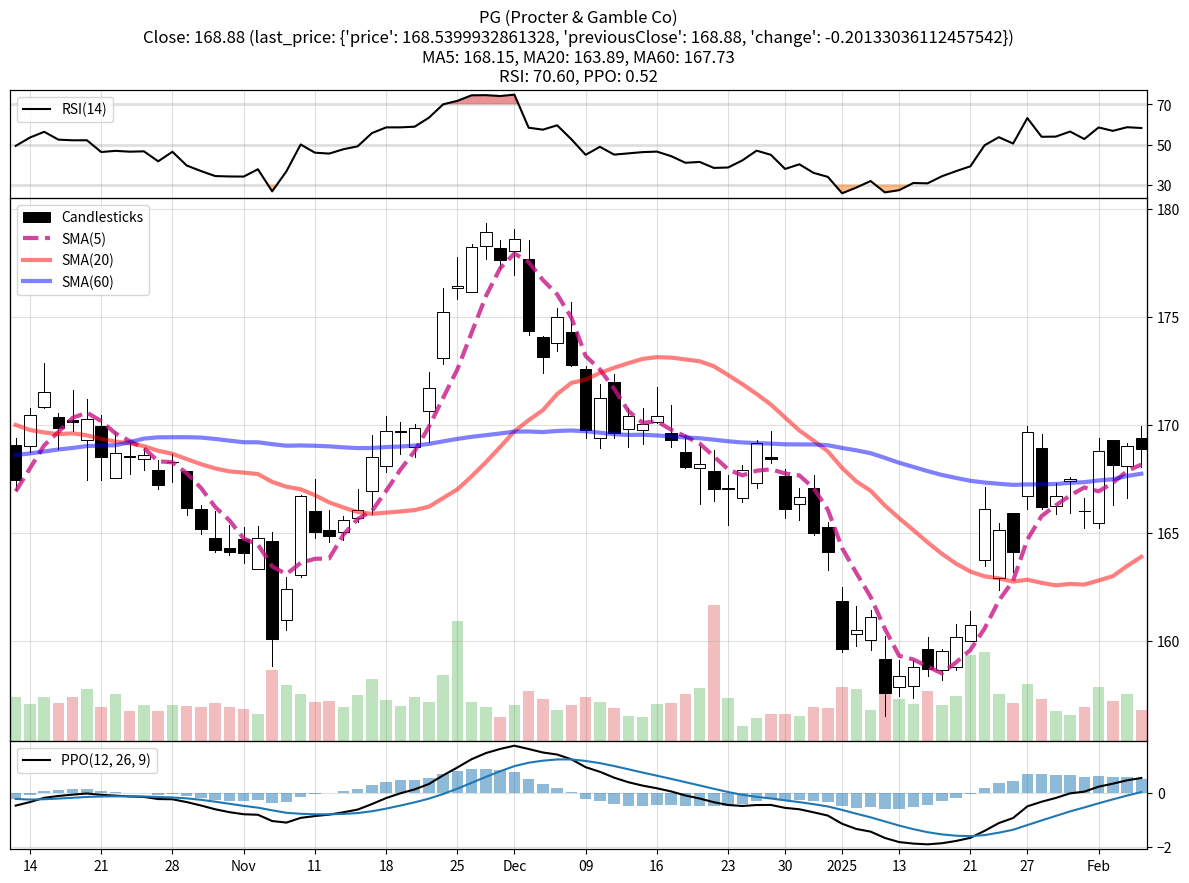 PG (Procter & Gamble Co)
Close: 168.88 (last_price: {'price': 168.5399932861328, 'previousClose': 168.88, 'change': -0.20133036112457542})
MA5: 168.15, MA20: 163.89, MA60: 167.73
RSI: 70.60, PPO: 0.52
RSI(14)
70
50
30
Candlesticks
SMA(5)
SMA(20)
SMA(60)
180
175
170
165
160
PPO(12, 26, 9)
0
−2
14 21 28 Nov 11 18 25 Dec 09 16 23 30 2025 13 21 27 Feb